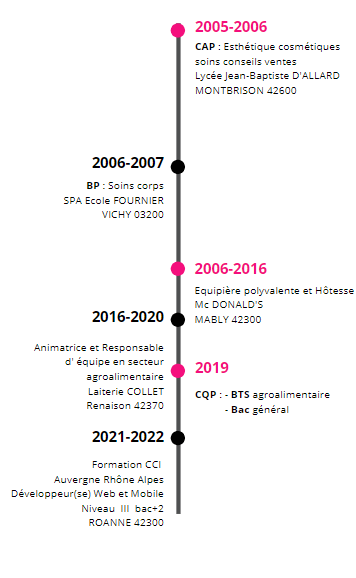 2005-2006
CAP : Esthétique cosmétiques
soins conseils ventes
Lycée Jean-Baptiste D'ALLARD
MONTBRISON 42600
2006-2007
BP : Soins corps
SPA Ecole FOURNIER
VICHY 03200
2006-2016
Equipière polyvalente et Hôtesse
Mc DONALD'S
MABLY 42300
2016-2020
Animatrice et Responsable
d' équipe en secteur
agroalimentaire
Laiterie COLLET
Renaison 42370
2019
CQP : - BTS agroalimentaire
- Bac général
2021-2022
Formation CCI
Auvergne Rhône Alpes
Développeur(se) Web et Mobile
Niveau III bac+2
ROANNE 42300